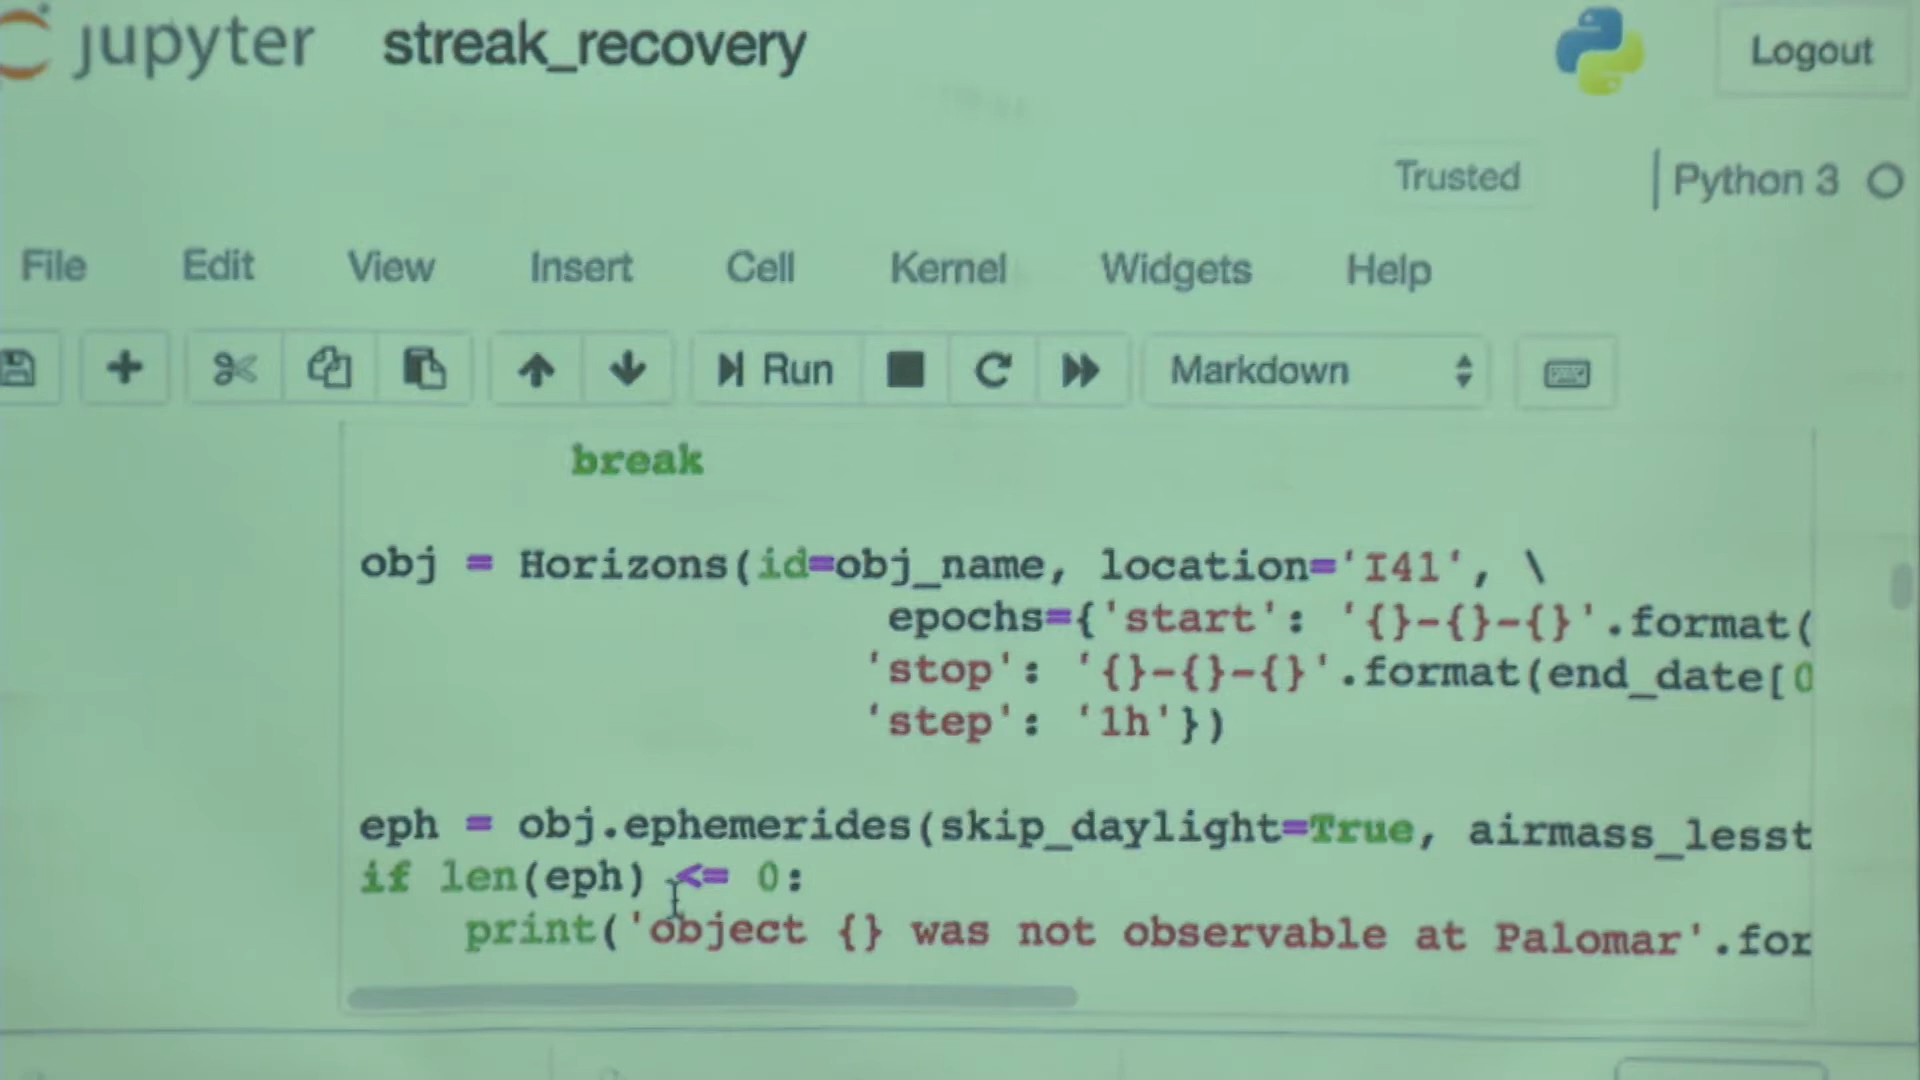 jupyter streak_recovery Logout
Trusted Python 3
File Edit View Insert Cell Kernel Widgets Help
Run Markdown
break
obj = Horizons(id=obj_name, location='I41', \
epochs={'start': '{}-{}-{}'.format(
'stop': '{}-{}-{}'.format(end_date[0
'step': '1h'})
eph = obj.ephemerides(skip_daylight=True, airmass_lesst
if len(eph) <= 0:
print('object {} was not observable at Palomar'.for